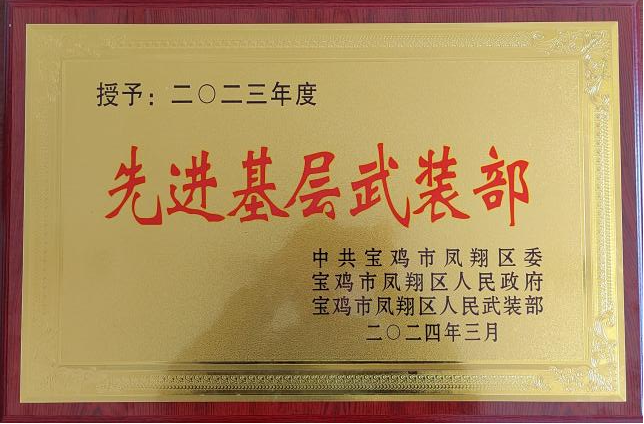 授予：二〇二三年度
先进基层武装部
中共宝鸡市凤翔区委
宝鸡市凤翔区人民政府
宝鸡市凤翔区人民武装部
二〇二四年三月